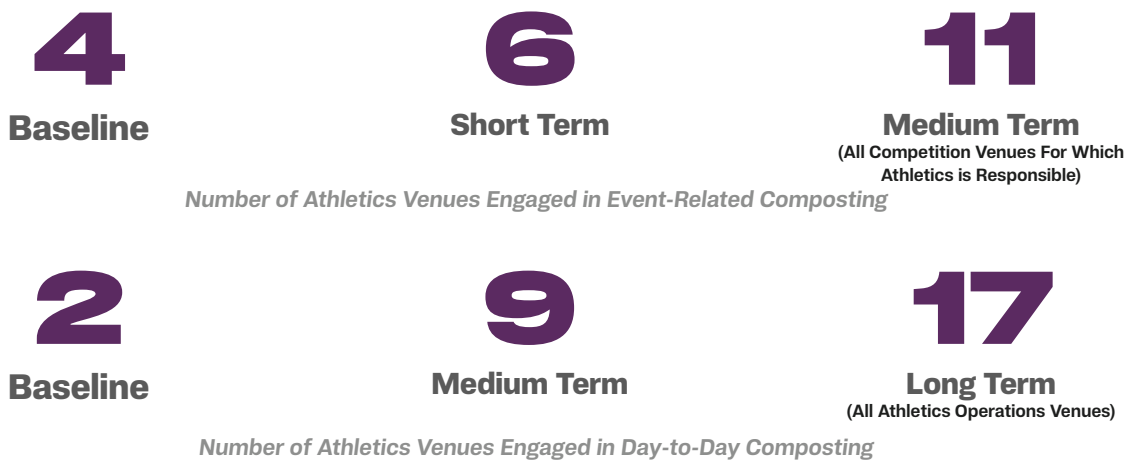 4
6
11
Baseline
Short Term
Medium Term
(All Competition Venues For Which
Athletics is Responsible)
Number of Athletics Venues Engaged in Event-Related Composting
2
9
17
Baseline
Medium Term
Long Term
(All Athletics Operations Venues)
Number of Athletics Venues Engaged in Day-to-Day Composting